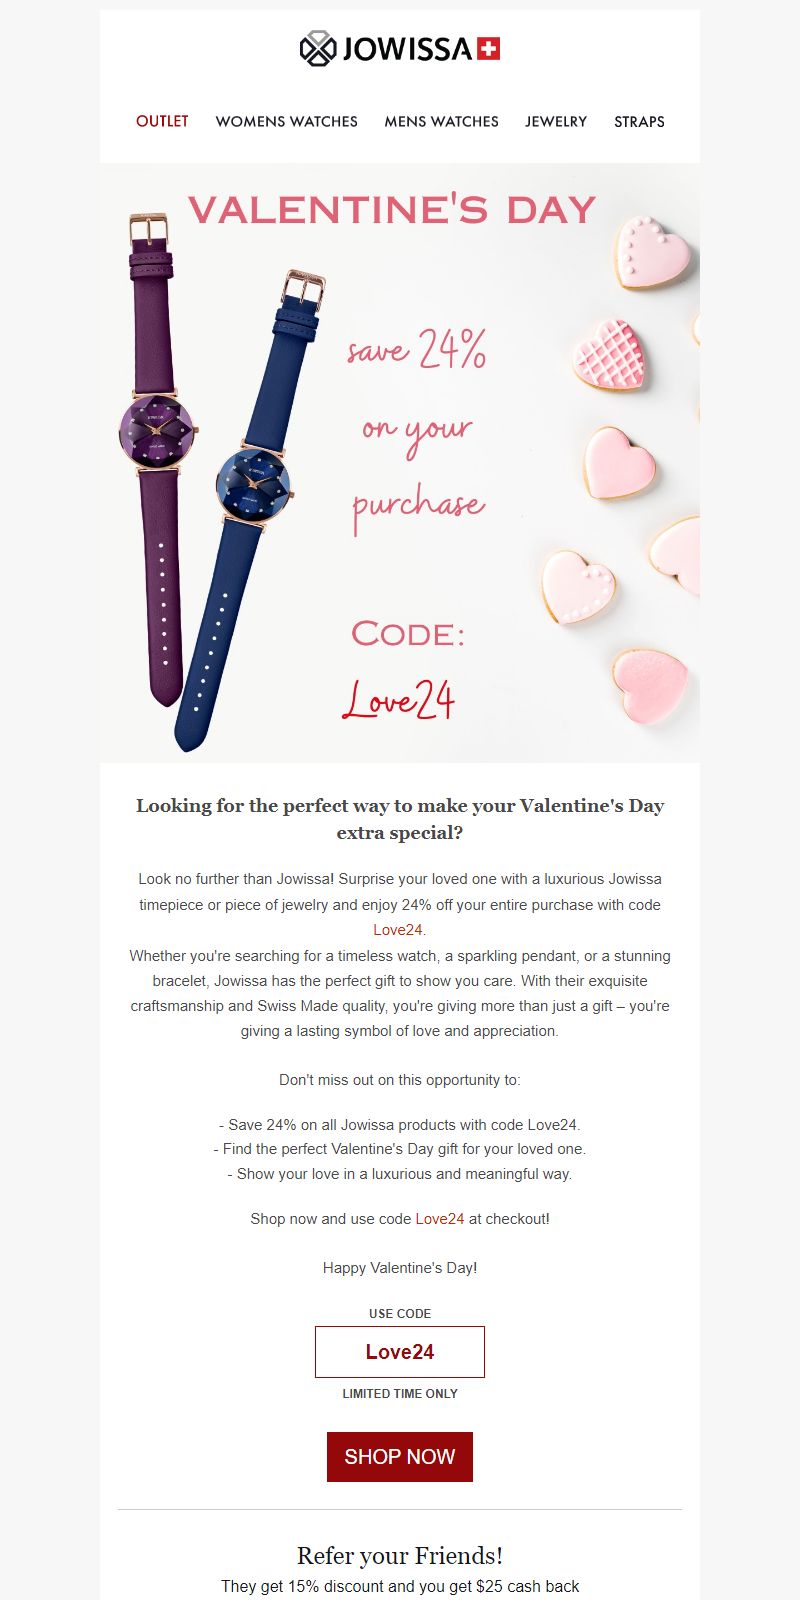 JOWISSA
OUTLET WOMENS WATCHES MENS WATCHES JEWELRY STRAPS
VALENTINE'S DAY
save 24%
on your
purchase
CODE:
Love24
Looking for the perfect way to make your Valentine's Day
extra special?
Look no further than Jowissa! Surprise your loved one with a luxurious Jowissa
timepiece or piece of jewelry and enjoy 24% off your entire purchase with code
Love24.
Whether you're searching for a timeless watch, a sparkling pendant, or a stunning
bracelet, Jowissa has the perfect gift to show you care. With their exquisite
craftsmanship and Swiss Made quality, you're giving more than just a gift – you're
giving a lasting symbol of love and appreciation.
Don't miss out on this opportunity to:
- Save 24% on all Jowissa products with code Love24.
- Find the perfect Valentine's Day gift for your loved one.
- Show your love in a luxurious and meaningful way.
Shop now and use code Love24 at checkout!
Happy Valentine's Day!
USE CODE
Love24
LIMITED TIME ONLY
SHOP NOW
Refer your Friends!
They get 15% discount and you get $25 cash back